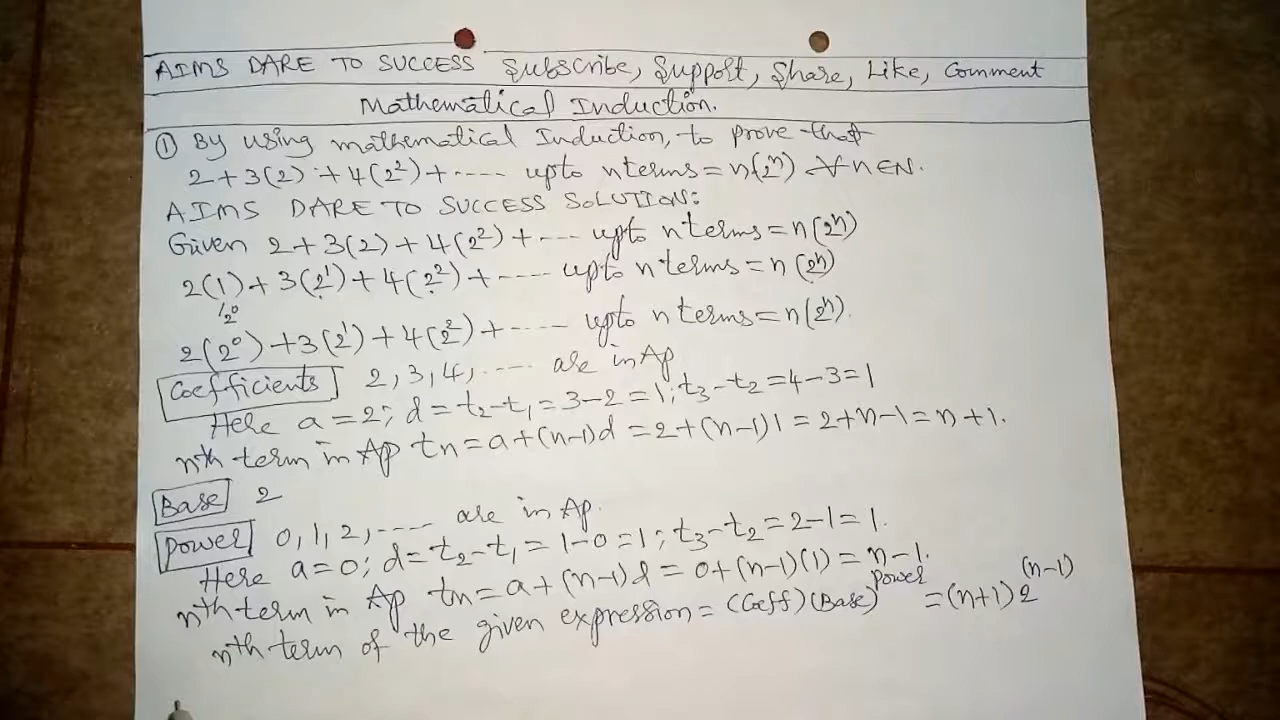 AIMS DARE TO SUCCESS Subscribe, Support, Share, Like, Comment
Mathematical Induction.
① By using mathematical Induction, to prove that
2+3(2)+4(2²)+---- upto n terms = n(2ⁿ) ∀ n∈N.
AIMS DARE TO SUCCESS SOLUTION:
Given 2+3(2)+4(2²)+---- upto n terms = n(2ⁿ)
2(1)+3(2¹)+4(2²)+---- upto n terms = n(2ⁿ)
↳2⁰
2(2⁰)+3(2¹)+4(2²)+---- upto n terms = n(2ⁿ).
Coefficients 2,3,4,---- are in Ap
Here a=2; d=t₂-t₁=3-2=1; t₃-t₂=4-3=1
nth term in Ap tn=a+(n-1)d=2+(n-1)1=2+n-1=n+1.
Base 2
Power 0,1,2,---- are in Ap.
Here a=0; d=t₂-t₁=1-0=1; t₃-t₂=2-1=1.
nth term in Ap tn=a+(n-1)d=0+(n-1)(1)=n-1.
nth term of the given expression=(Coeff)(Base)^power=(n+1)2^(n-1)